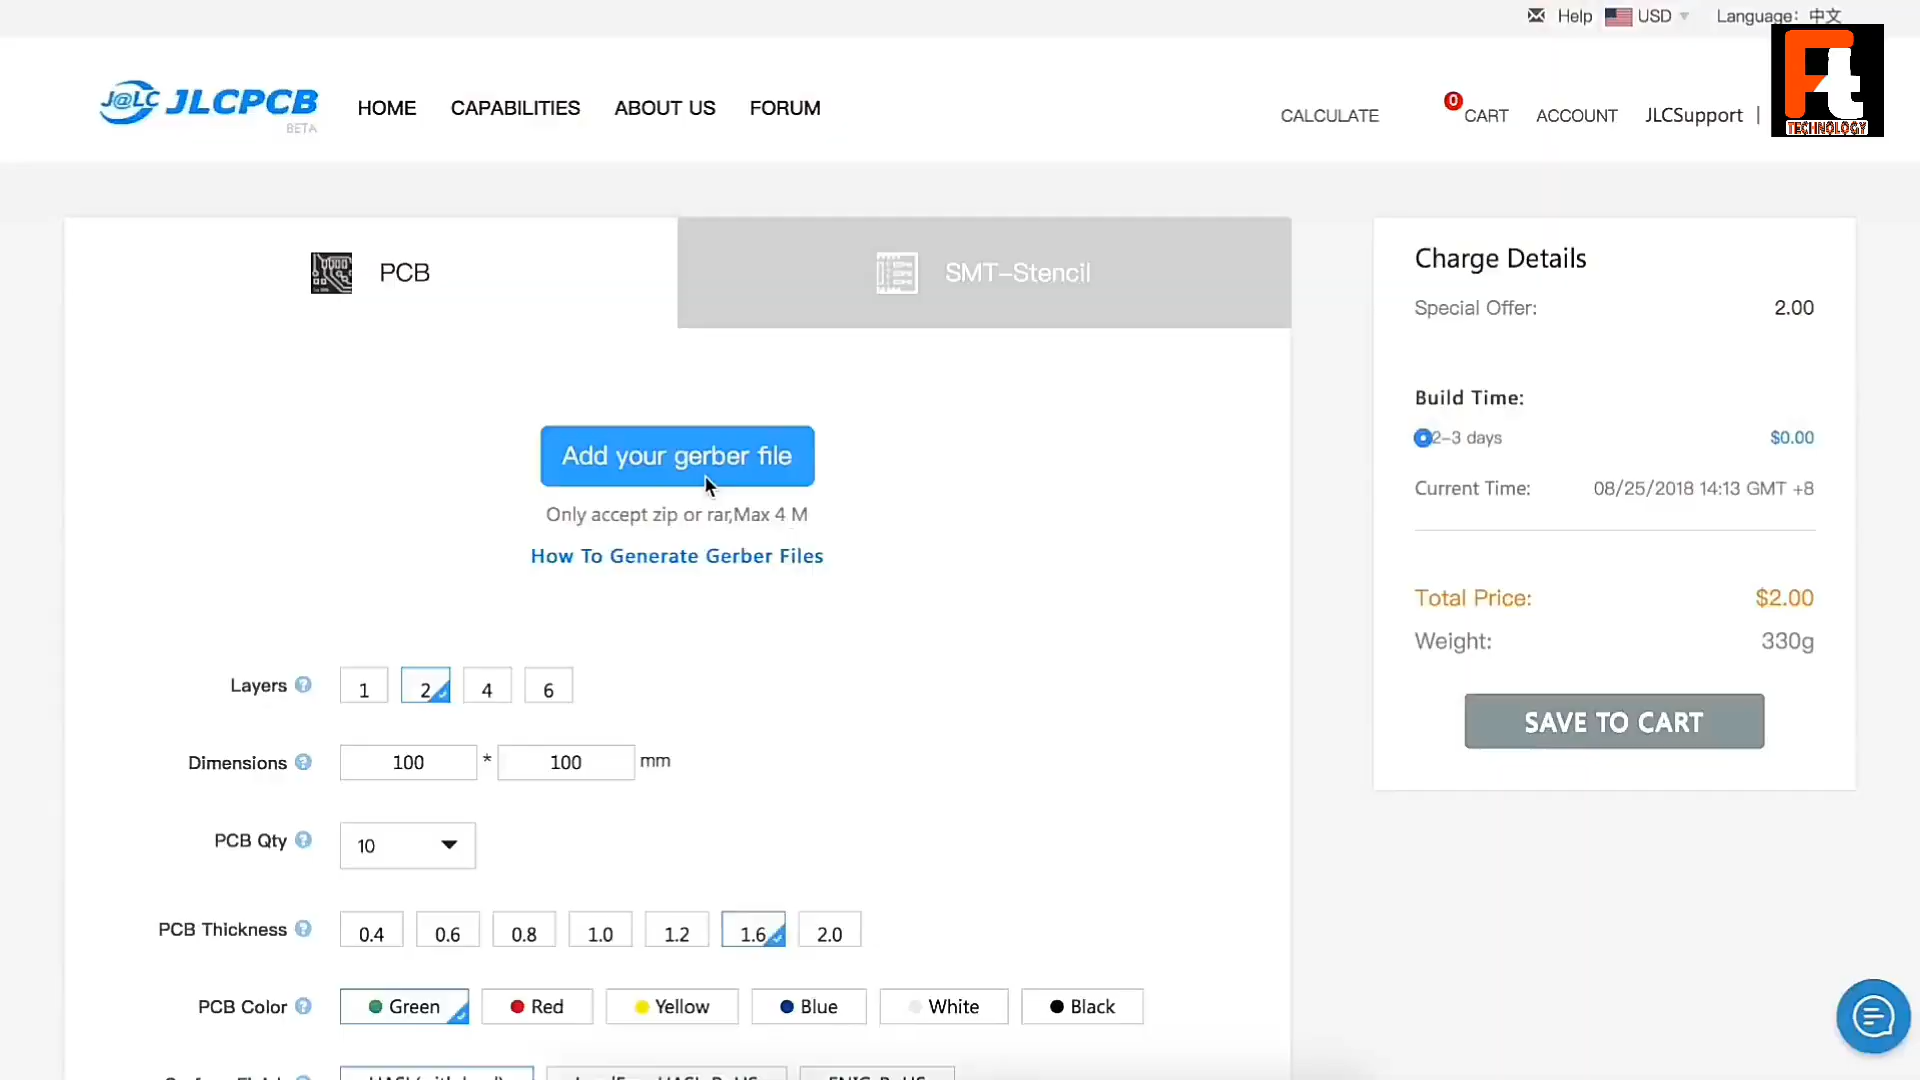 Help USD Language: 中文
J@LC JLCPCB
BETA
HOME CAPABILITIES ABOUT US FORUM
CALCULATE 0 CART ACCOUNT JLCSupport |
Ft
TECHNOLOGY
PCB
SMT-Stencil
Add your gerber file
Only accept zip or rar,Max 4 M
How To Generate Gerber Files
Layers ? 1 2 4 6
Dimensions ? 100 * 100 mm
PCB Qty ? 10
PCB Thickness ? 0.4 0.6 0.8 1.0 1.2 1.6 2.0
PCB Color ? Green Red Yellow Blue White Black
Charge Details
Special Offer: 2.00
Build Time:
2-3 days $0.00
Current Time: 08/25/2018 14:13 GMT +8
Total Price: $2.00
Weight: 330g
SAVE TO CART